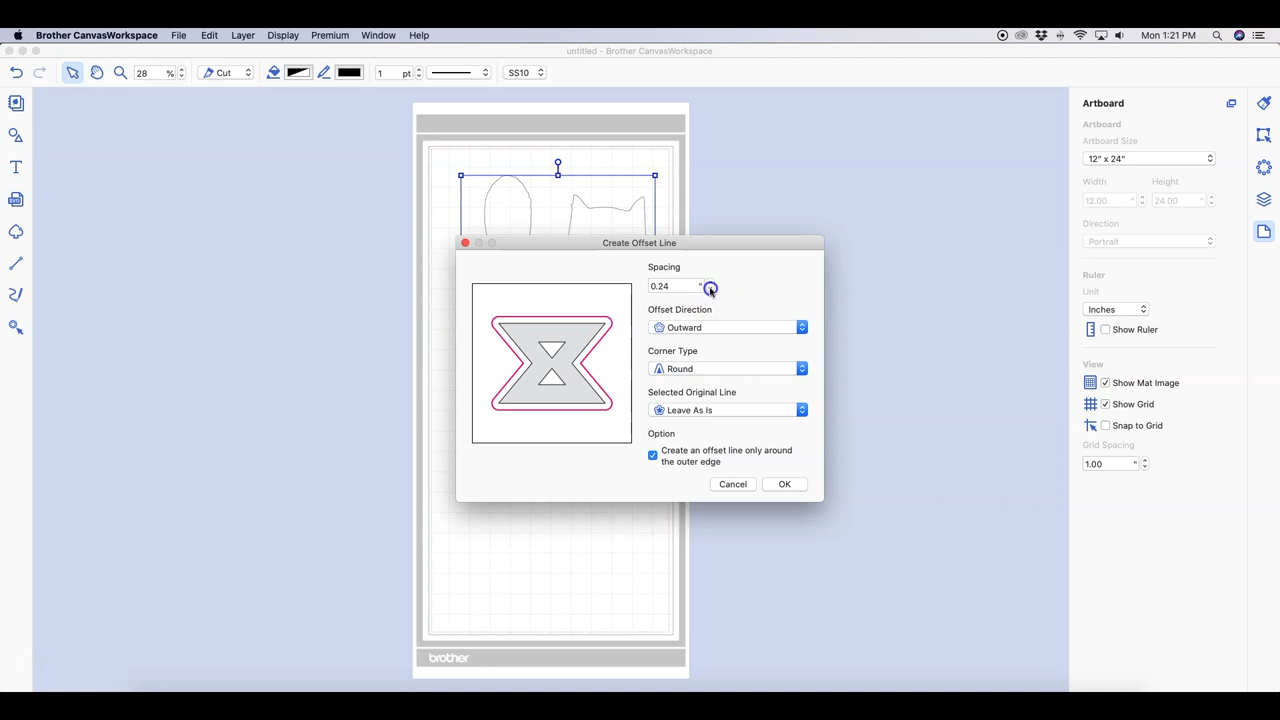 Brother CanvasWorkspace File Edit Layer Display Premium Window Help Mon 1:21 PM
untitled – Brother CanvasWorkspace
28 % Cut 1 pt SS10
Artboard
Artboard
Artboard Size
12" x 24"
Width Height
12.00 " 24.00 "
Direction
Portrait
Ruler
Unit
Inches
Show Ruler
View
Show Mat Image
Show Grid
Snap to Grid
Grid Spacing
1.00 "
Create Offset Line
Spacing
0.24 "
Offset Direction
Outward
Corner Type
Round
Selected Original Line
Leave As Is
Option
Create an offset line only around
the outer edge
Cancel OK
brother